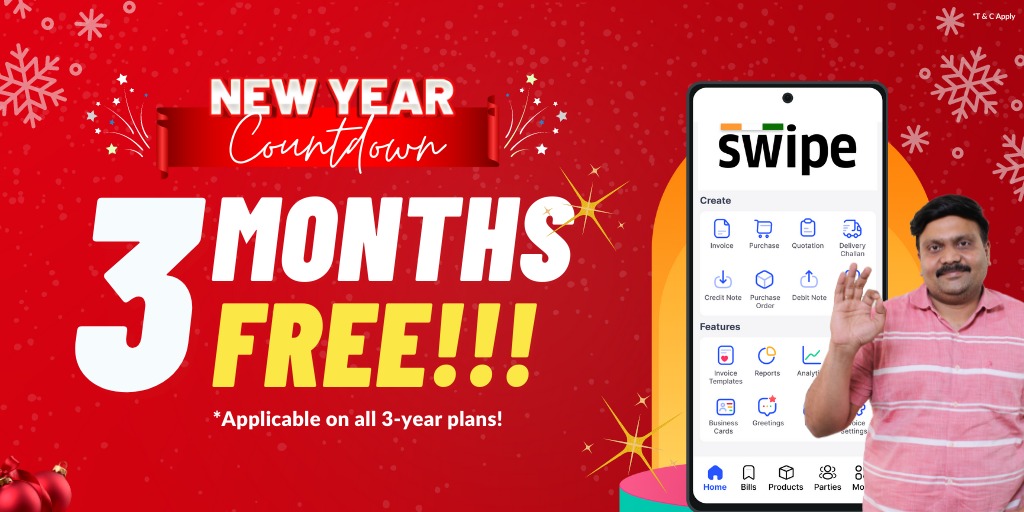 *T & C Apply
NEW YEAR
Countdown
3 MONTHS
FREE!!!
*Applicable on all 3-year plans!
swipe
Create
Invoice
Purchase
Quotation
Delivery
Challan
Credit Note
Purchase
Order
Debit Note
Features
Invoice
Templates
Reports
Business
Cards
Greetings
Home
Bills
Products
Parties